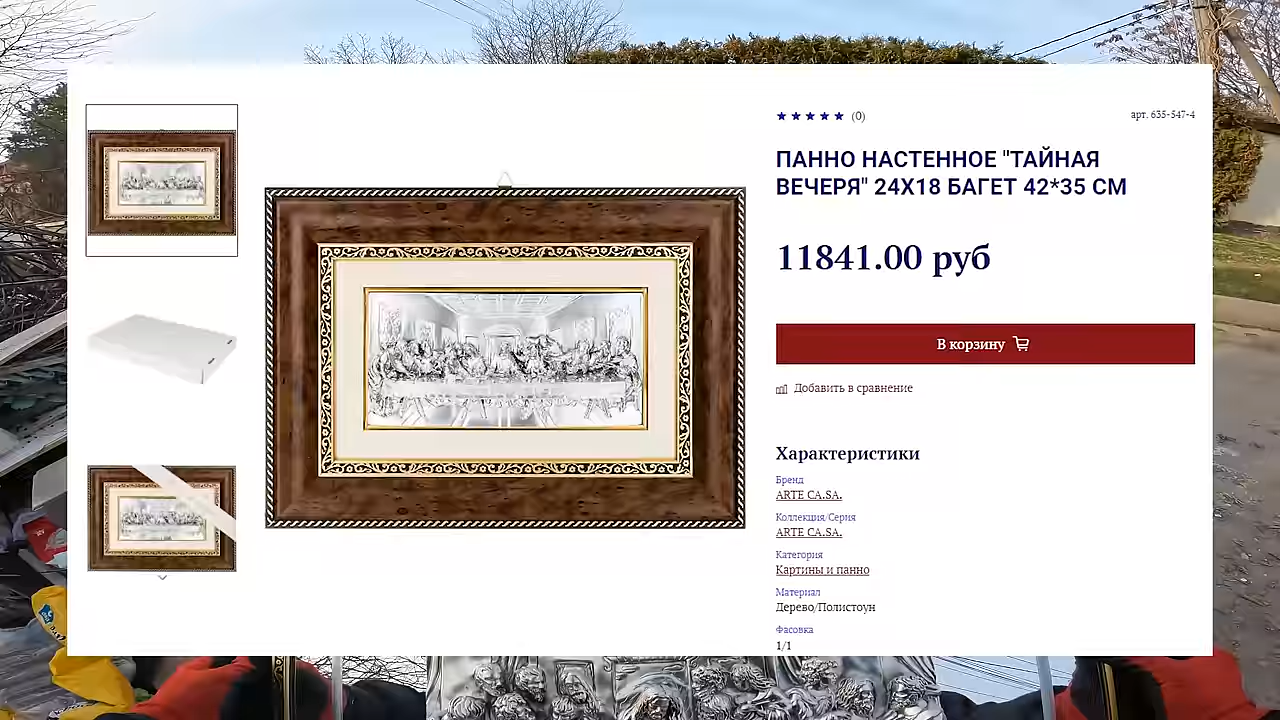 (0)
арт. 635-547-4
ПАННО НАСТЕННОЕ "ТАЙНАЯ
ВЕЧЕРЯ" 24Х18 БАГЕТ 42*35 СМ
11841.00 руб
В корзину
Добавить в сравнение
Характеристики
Бренд
ARTE CA.SA.
Коллекция/Серия
ARTE CA.SA.
Категория
Картины и панно
Материал
Дерево/Полистоун
Фасовка
1/1